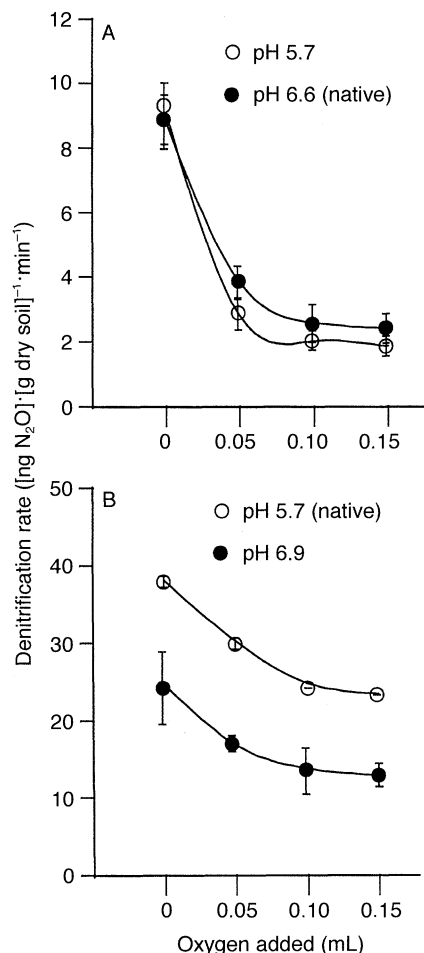 A
pH 5.7
pH 6.6 (native)
12
10
8
6
4
2
0
0
0.05
0.10
0.15
Denitrification rate ([ng N₂O]·[g dry soil]⁻¹·min⁻¹)
B
pH 5.7 (native)
pH 6.9
50
40
30
20
10
0
0
0.05
0.10
0.15
Oxygen added (mL)